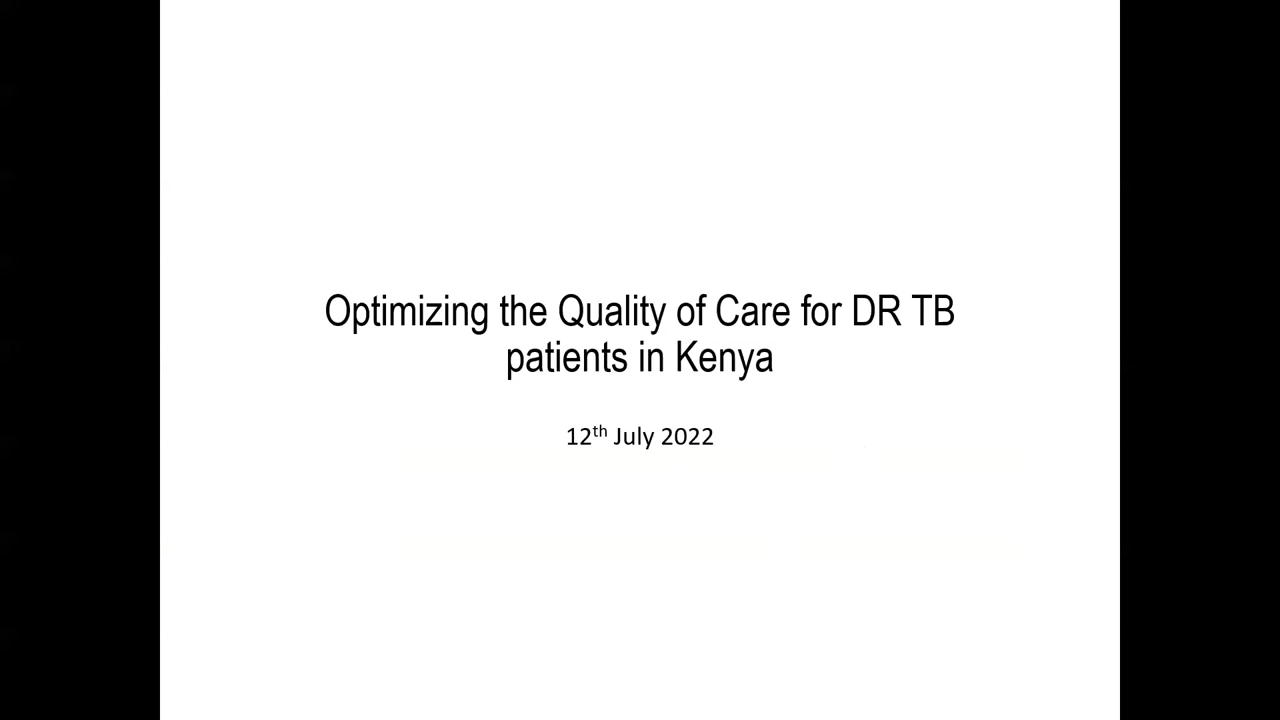 Optimizing the Quality of Care for DR TB
patients in Kenya
12th July 2022